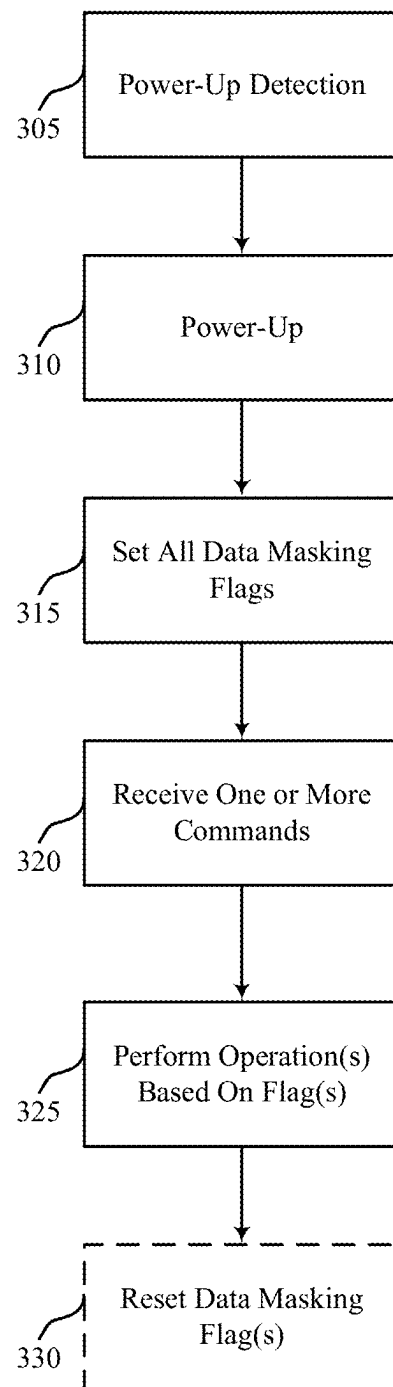 Power-Up Detection
305
Power-Up
310
Set All Data Masking
Flags
315
Receive One or More
Commands
320
Perform Operation(s)
Based On Flag(s)
325
Reset Data Masking
Flag(s)
330